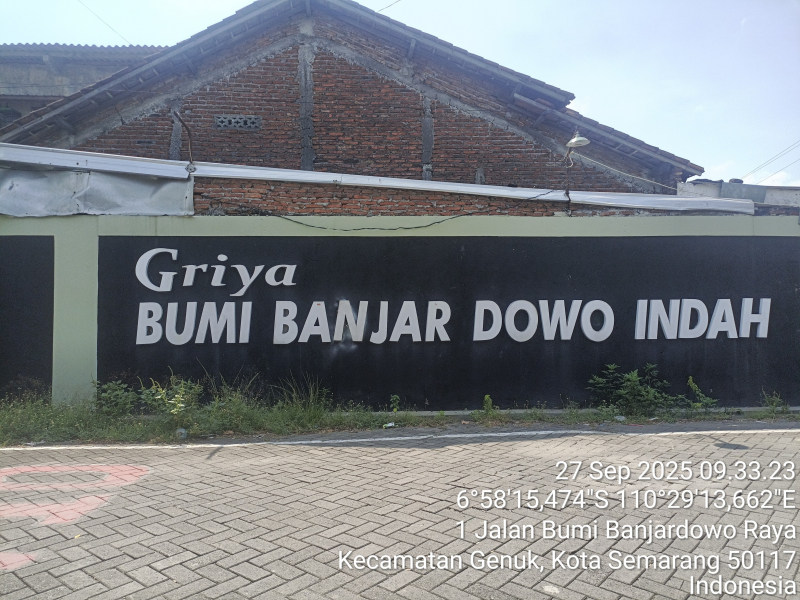 Griya
BUMI BANJAR DOWO INDAH
27 Sep 2025 09.33.23
6°58'15,474"S 110°29'13,662"E
1 Jalan Bumi Banjardowo Raya
Kecamatan Genuk, Kota Semarang 50117
Indonesia